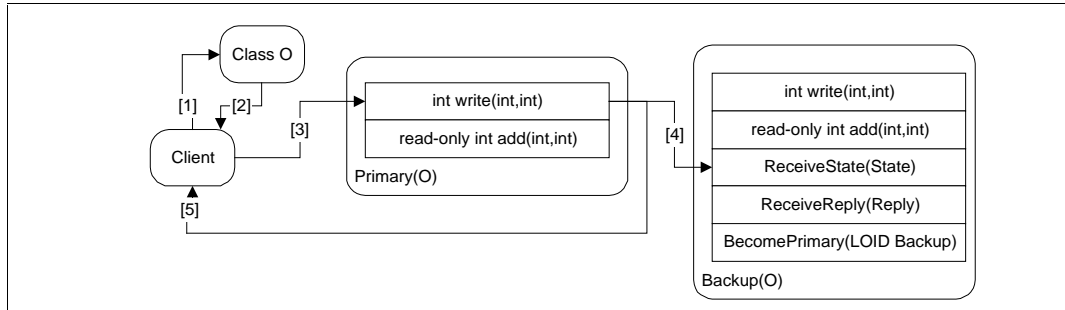 Class O
[1]
[2]
Client
[3]
[5]
int write(int,int)
read-only int add(int,int)
Primary(O)
[4]
int write(int,int)
read-only int add(int,int)
ReceiveState(State)
ReceiveReply(Reply)
BecomePrimary(LOID Backup)
Backup(O)